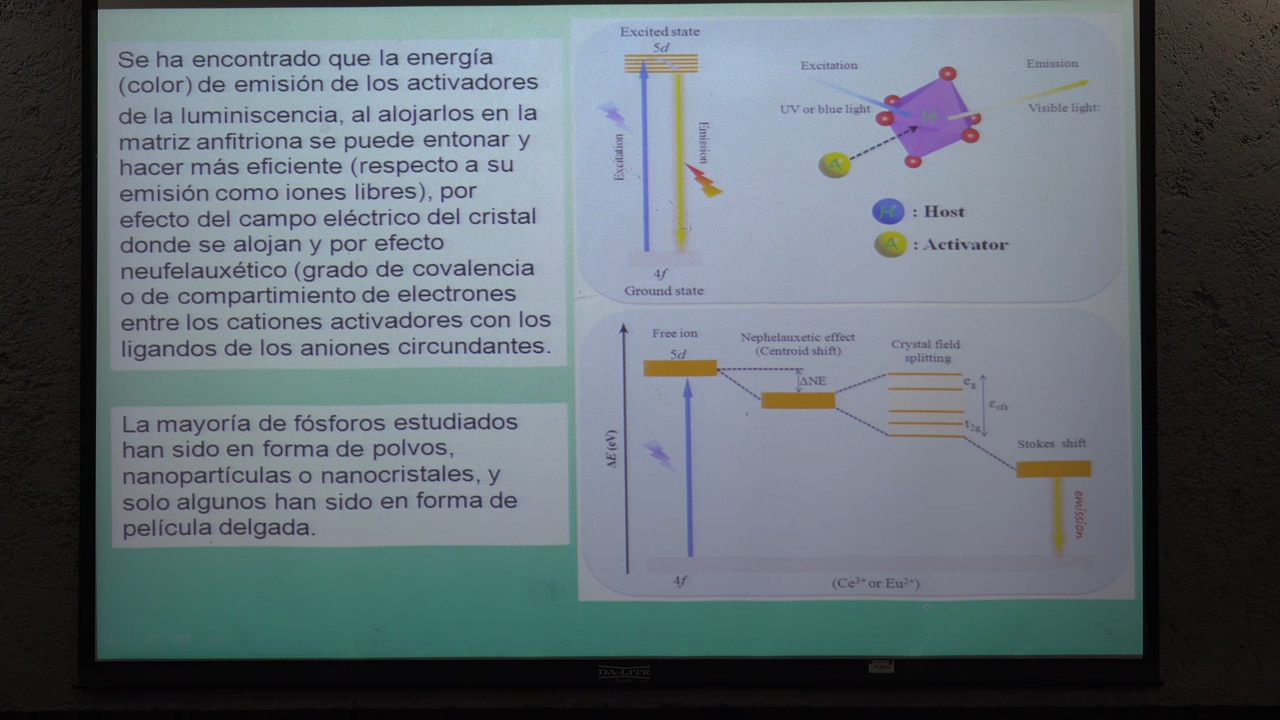 Se ha encontrado que la energía
(color) de emisión de los activadores
de la luminiscencia, al alojarlos en la
matriz anfitriona se puede entonar y
hacer más eficiente (respecto a su
emisión como iones libres), por
efecto del campo eléctrico del cristal
donde se alojan y por efecto
neufelauxético (grado de covalencia
o de compartimiento de electrones
entre los cationes activadores con los
ligandos de los aniones circundantes.
La mayoría de fósforos estudiados
han sido en forma de polvos,
nanopartículas o nanocristales, y
solo algunos han sido en forma de
película delgada.
Excited state
5d
Excitation
Emission
4f
Ground state
Excitation
UV or blue light
Emission
Visible light:
H
A
H : Host
A : Activator
ΔE (eV)
Free ion
5d
4f
Nephelauxetic effect
(Centroid shift)
ΔNE
Crystal field
splitting
eg
t2g
εcfs
Stokes shift
emission
(Ce³⁺ or Eu²⁺)
DA-LITE